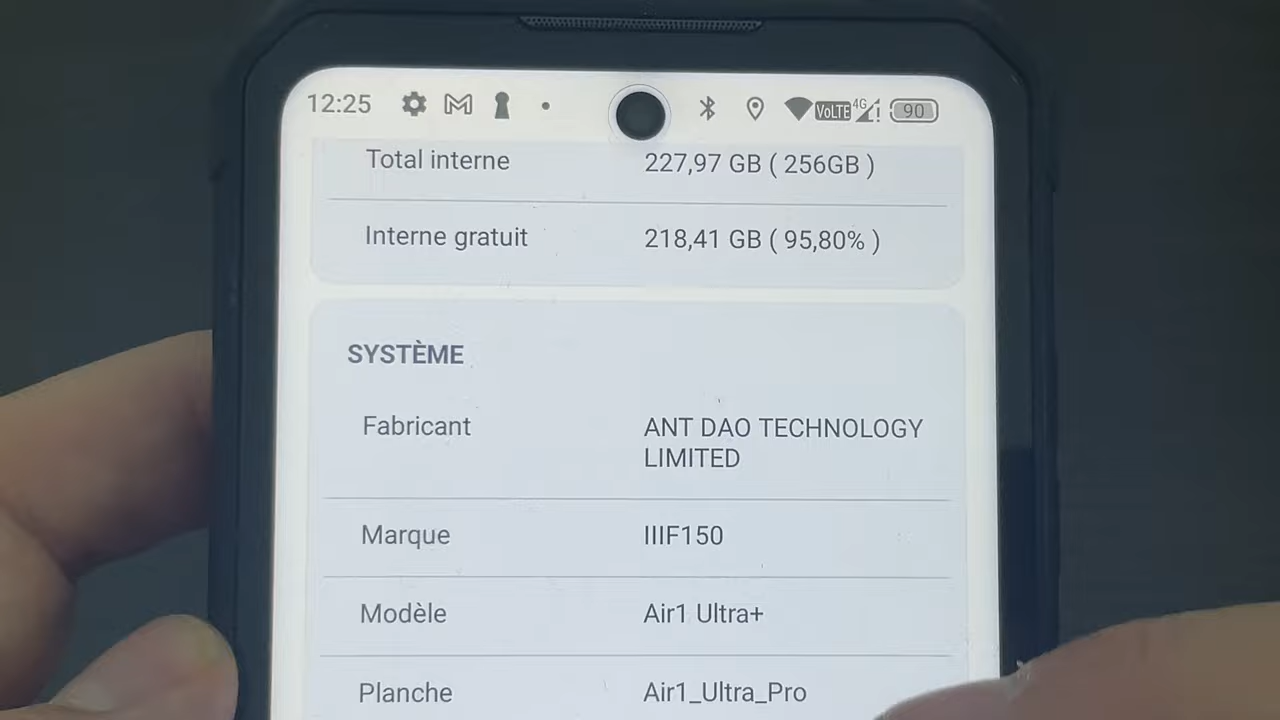 12:25 VoLTE 4G 90
Total interne 227,97 GB ( 256GB )
Interne gratuit 218,41 GB ( 95,80% )
SYSTÈME
Fabricant ANT DAO TECHNOLOGY
LIMITED
Marque IIIF150
Modèle Air1 Ultra+
Planche Air1_Ultra_Pro